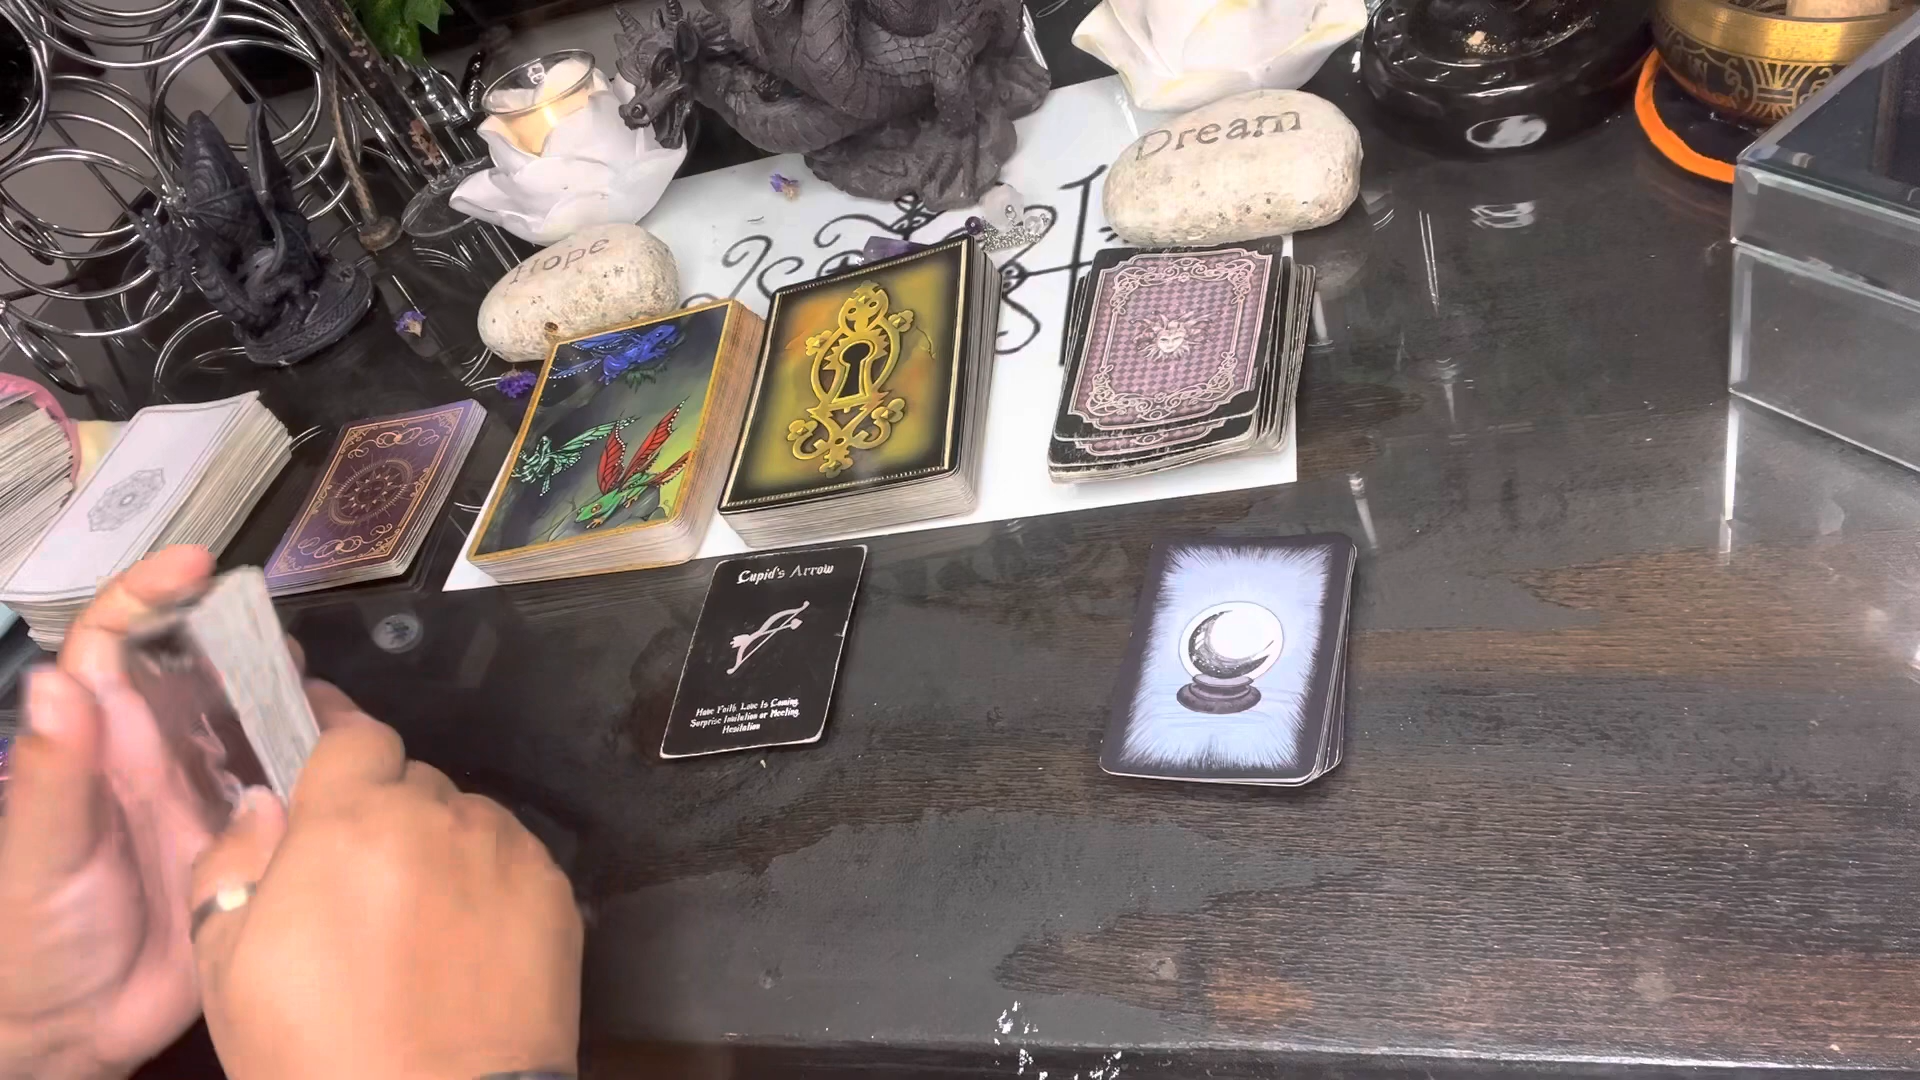 Dream
Hope
Cupid's Arrow
Have Faith. Love Is Coming.
Surprise Invitation or Meeting.
Hesitation